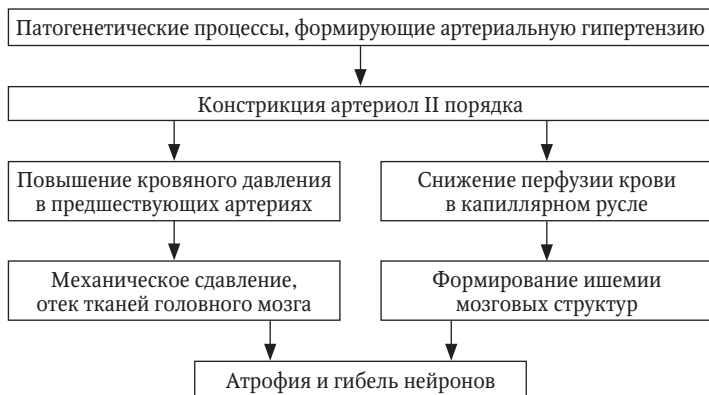 Патогенетические процессы, формирующие артериальную гипертензию
Констрикция артериол II порядка
Повышение кровяного давления
в предшествующих артериях
Снижение перфузии крови
в капиллярном русле
Механическое сдавление,
отек тканей головного мозга
Формирование ишемии
мозговых структур
Атрофия и гибель нейронов